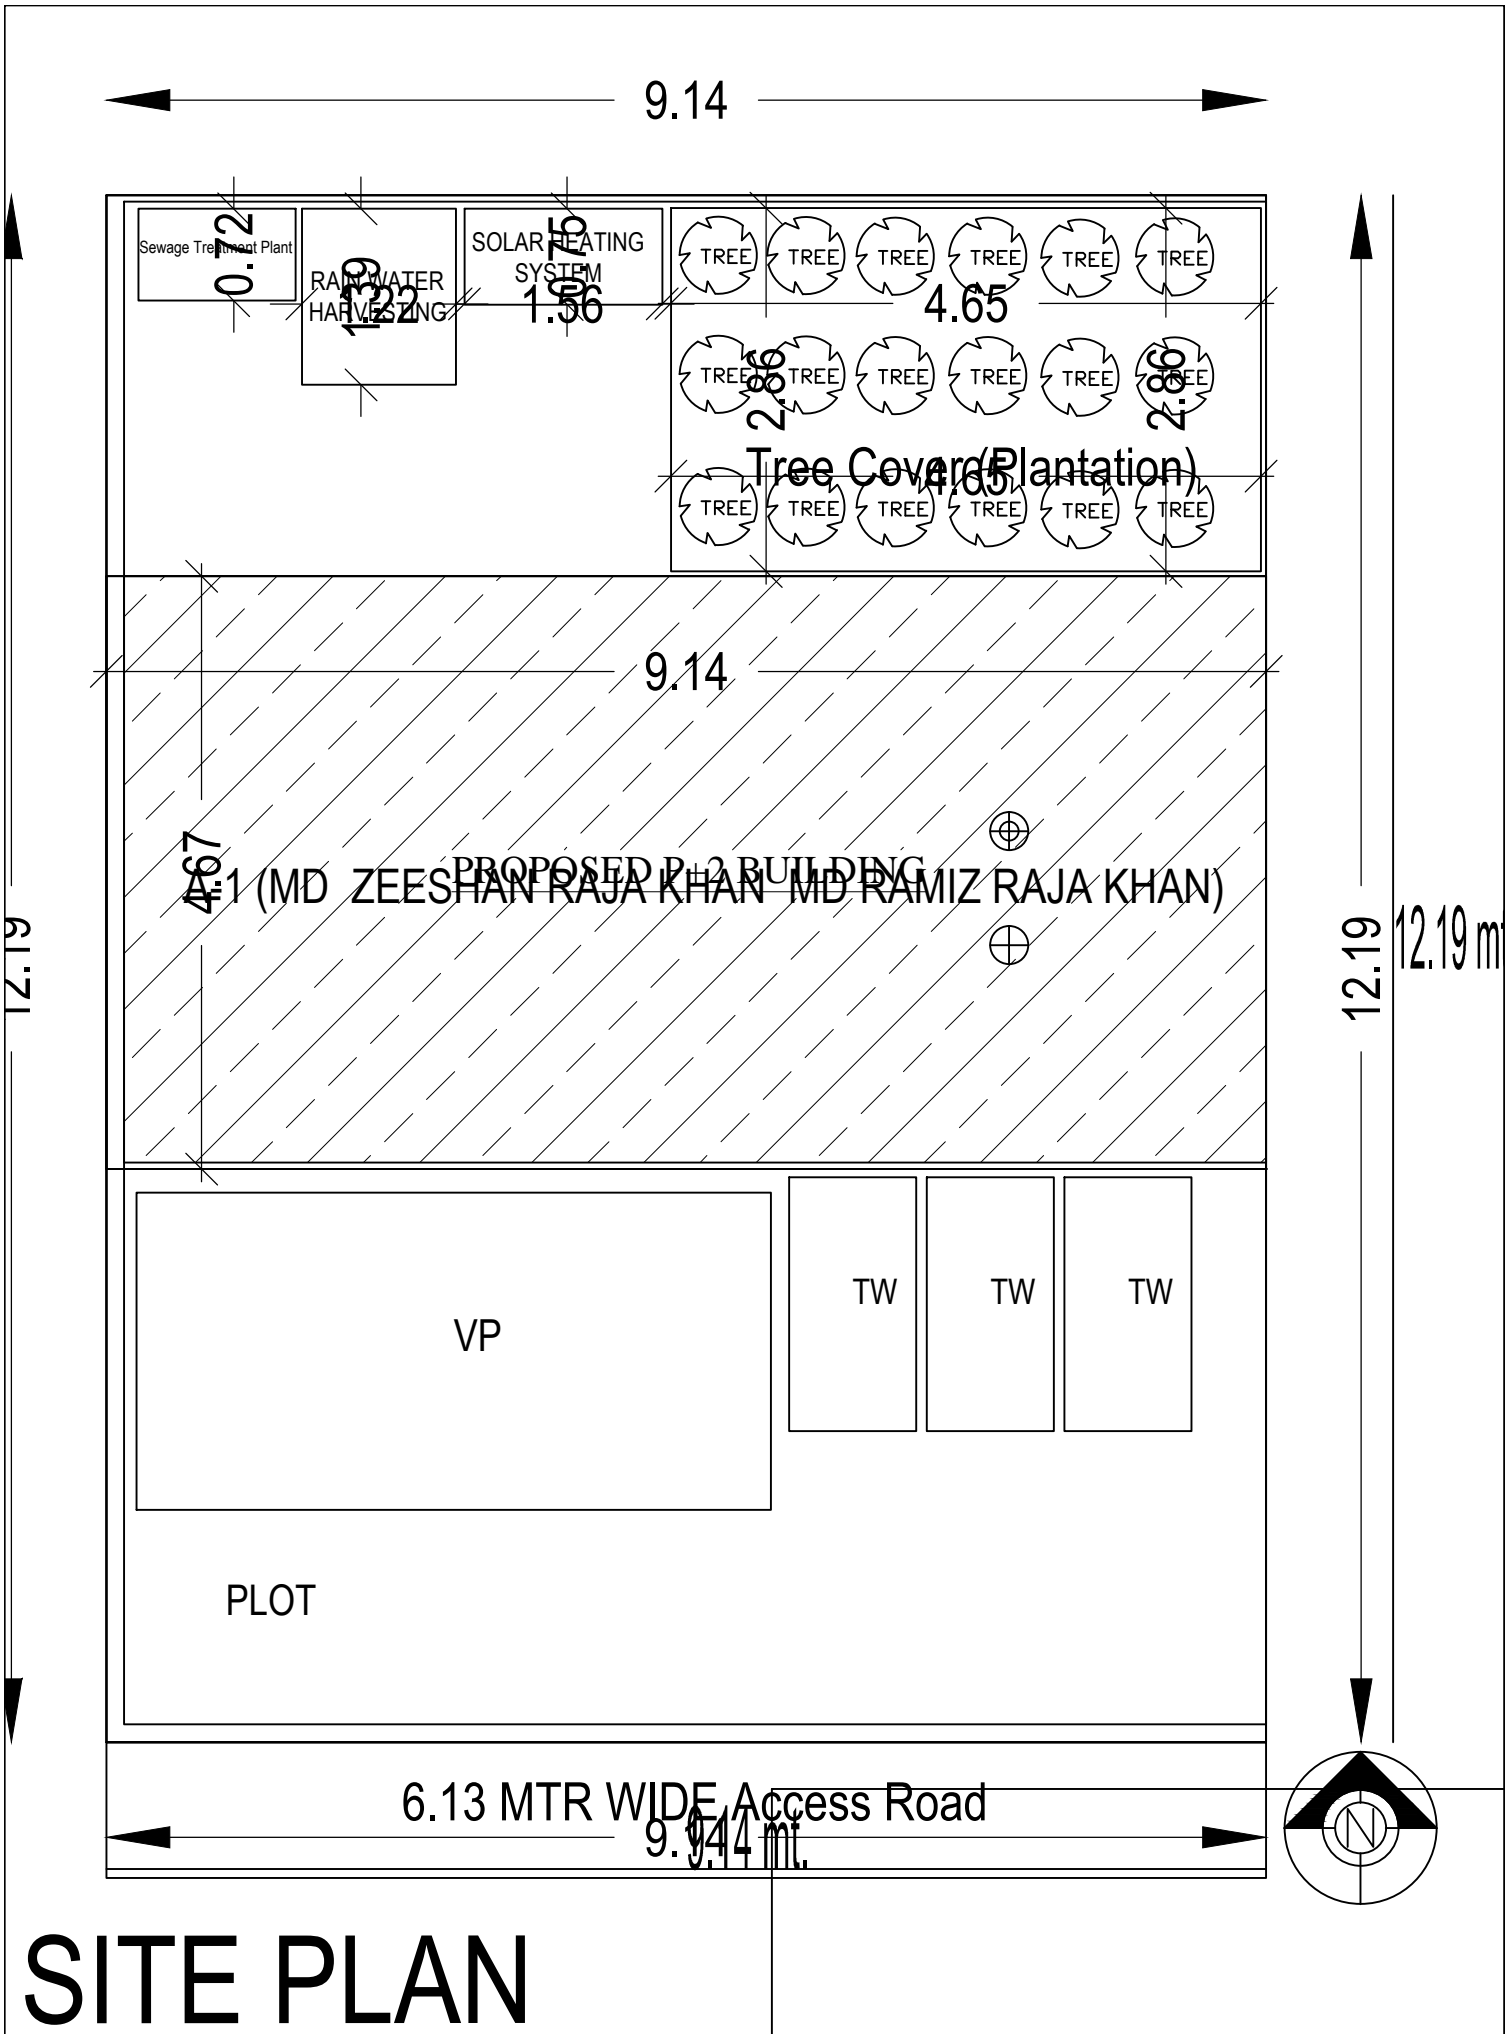 9.14
Sewage Treatment Plant
0.72
RAIN WATER
HARVESTING
1.39
1.22
SOLAR HEATING
SYSTEM
0.75
1.56
TREE TREE TREE TREE TREE TREE
4.65
TREE TREE TREE TREE TREE TREE
2.86
2.86
Tree Cover (Plantation)
4.65
TREE TREE TREE TREE TREE TREE
9.14
4.67
PROPOSED P+2 BUILDING
A-1 (MD ZEESHAN RAJA KHAN MD RAMIZ RAJA KHAN)
12.19
12.19
12.19 mt
VP
TW
TW
TW
PLOT
6.13 MTR WIDE Access Road
9.14
9.14 mt.
N
SITE PLAN